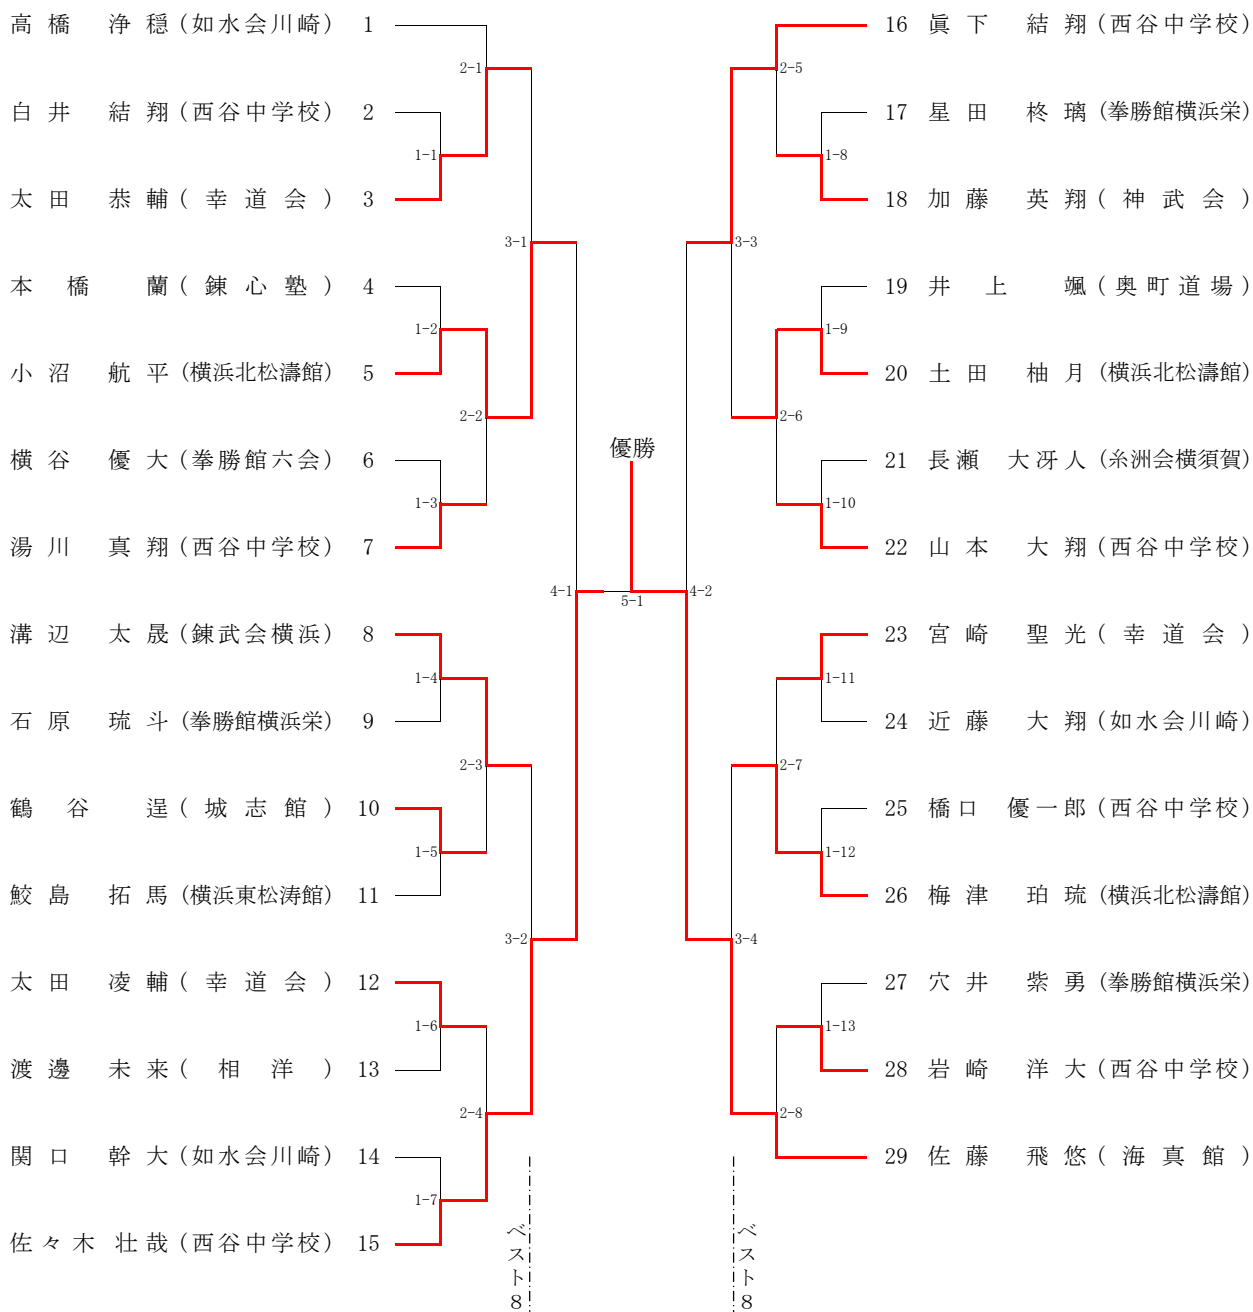 高橋 浄穏 (如水会川崎) 1
2-1
白井 結翔 (西谷中学校) 2
1-1
太田 恭輔 (幸道会) 3
3-1
本橋 蘭 (錬心塾) 4
1-2
小沼 航平 (横浜北松濤館) 5
2-2
横谷 優大 (拳勝館六会) 6
1-3
湯川 真翔 (西谷中学校) 7
4-1
溝辺 太晟 (錬武会横浜) 8
1-4
石原 琉斗 (拳勝館横浜栄) 9
2-3
鶴谷 逞 (城志館) 10
1-5
鮫島 拓馬 (横浜東松涛館) 11
3-2
太田 凌輔 (幸道会) 12
1-6
渡邊 未来 (相洋) 13
2-4
関口 幹大 (如水会川崎) 14
1-7
佐々木 壮哉 (西谷中学校) 15
ベスト8
優勝
5-1
16 眞下 結翔 (西谷中学校)
2-5
17 星田 柊璃 (拳勝館横浜栄)
1-8
18 加藤 英翔 (神武会)
3-3
19 井上 颯 (奥町道場)
1-9
20 土田 柚月 (横浜北松濤館)
2-6
21 長瀬 大冴人 (糸洲会横須賀)
1-10
22 山本 大翔 (西谷中学校)
4-2
23 宮崎 聖光 (幸道会)
1-11
24 近藤 大翔 (如水会川崎)
2-7
25 橋口 優一郎 (西谷中学校)
1-12
26 梅津 珀琉 (横浜北松濤館)
3-4
27 穴井 紫勇 (拳勝館横浜栄)
1-13
28 岩崎 洋大 (西谷中学校)
2-8
29 佐藤 飛悠 (海真館)
ベスト8